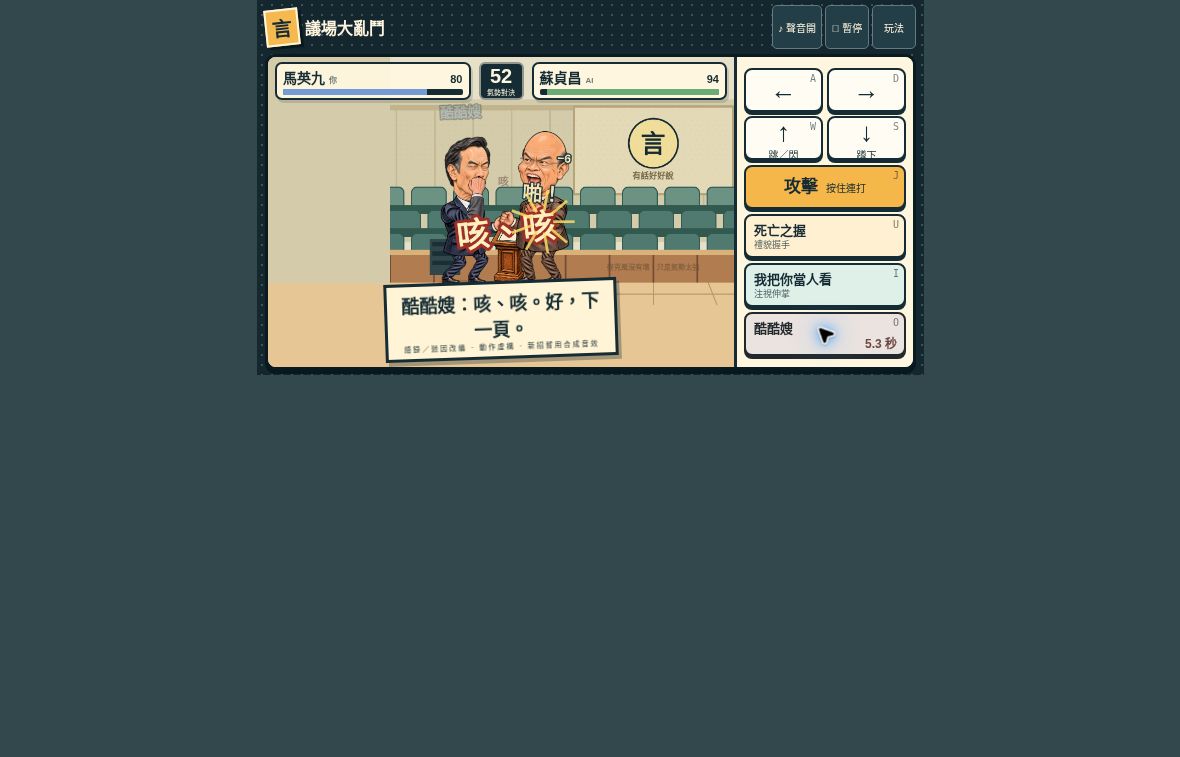 言 議場大亂鬥
♪ 聲音開
暫停
玩法
馬英九 你 80
52
氣勢對決
蘇貞昌 AI 94
酷酷嫂
言
有話好好說
-6
咳
啪！
咳、咳
酷酷嫂：咳、咳。好，下
一頁。
← A
→ D
↑ W
跳／閃
↓ S
蹲下
攻擊 按住連打 J
死亡之握 U
禮貌握手
我把你當人看 I
注視伸掌
酷酷嫂 O
5.3 秒